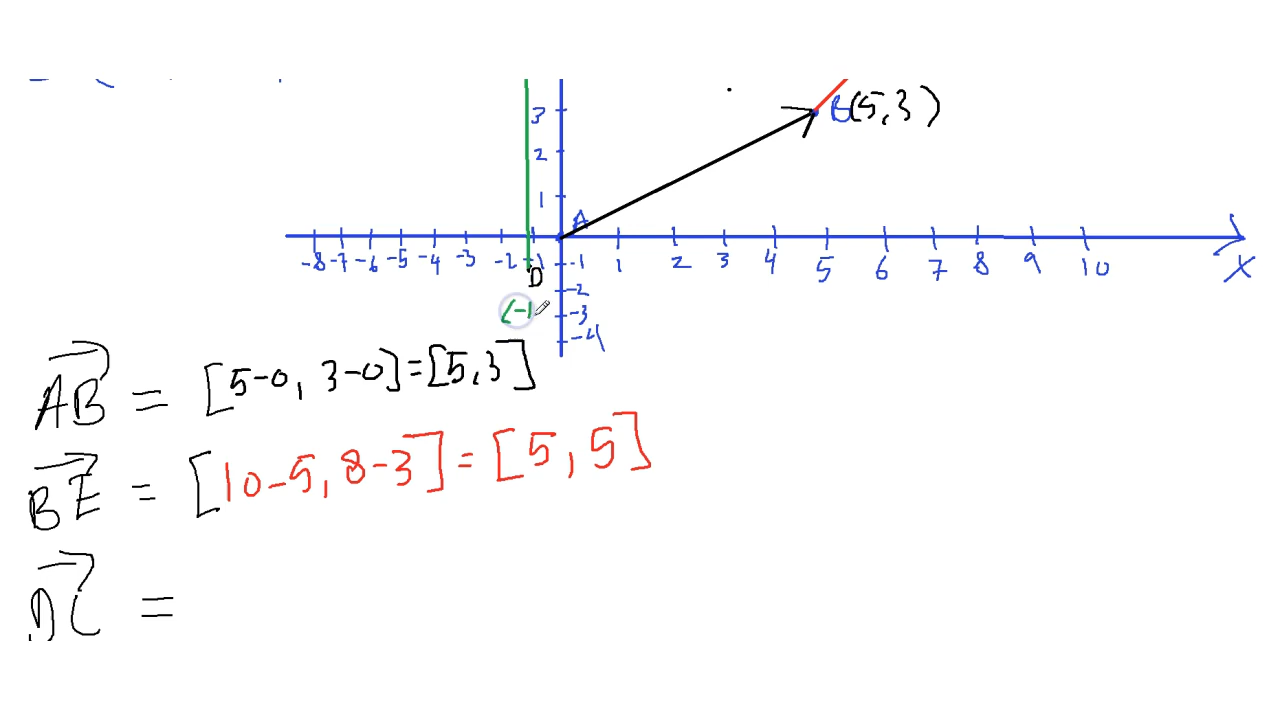 3 B(5,3)
2
1
A
-8 -7 -6 -5 -4 -3 -2 -1 -1 1 2 3 4 5 6 7 8 9 10 X
D -2
(-1 -3
-4
AB = [5-0, 3-0] = [5,3]
BE = [10-5, 8-3] = [5, 5]
DC =